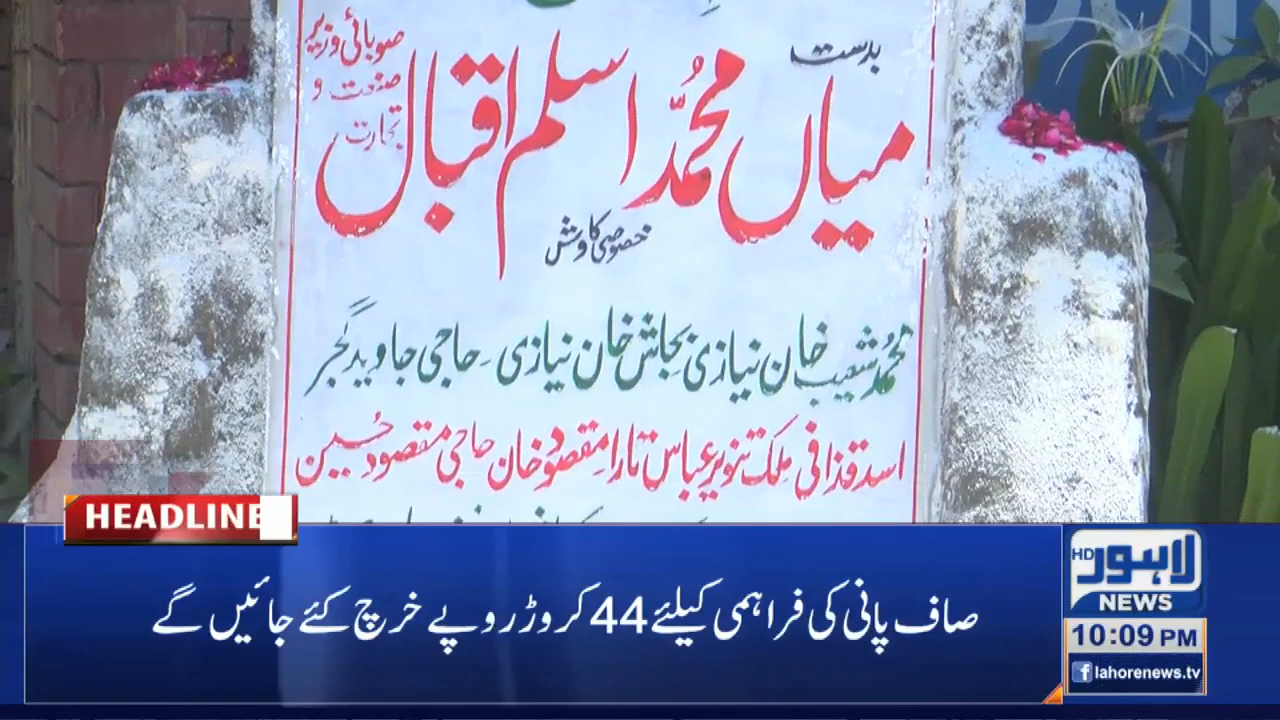 بدست
صوبائی وزیر
صنعت و
تجارت
میاں محمد اسلم اقبال
خصوصی کاوش
محمد شعیب خان نیازی بجاش خان نیازی۔ حاجی جاوید گجر
اسد قذافی ملک تنویر عباس تارا مقصود خان حاجی مقصود حسین
HEADLINE
صاف پانی کی فراہمی کیلئے 44 کروڑ روپے خرچ کئے جائیں گے
HD
لاہور
NEWS
10:09 PM
lahorenews.tv